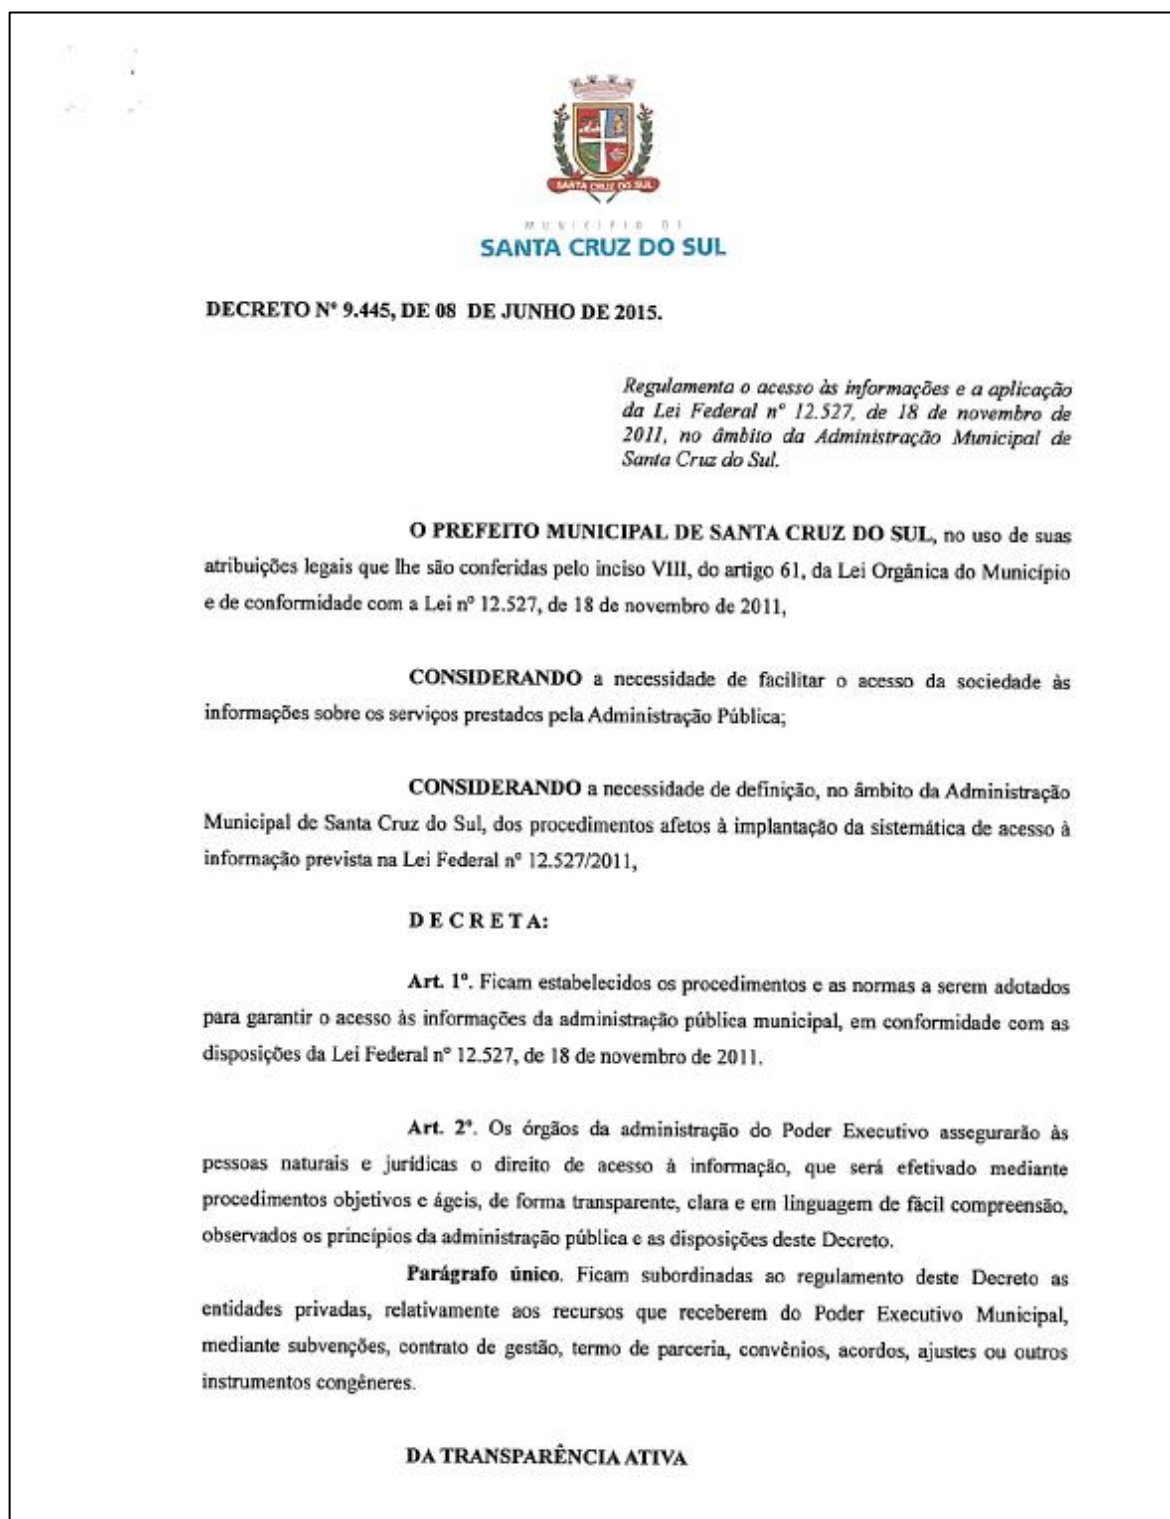 SANTA CRUZ DO SUL
MUNICÍPIO DE
SANTA CRUZ DO SUL
DECRETO Nº 9.445, DE 08 DE JUNHO DE 2015.
Regulamenta o acesso às informações e a aplicação
da Lei Federal nº 12.527, de 18 de novembro de
2011, no âmbito da Administração Municipal de
Santa Cruz do Sul.
O PREFEITO MUNICIPAL DE SANTA CRUZ DO SUL, no uso de suas
atribuições legais que lhe são conferidas pelo inciso VIII, do artigo 61, da Lei Orgânica do Município
e de conformidade com a Lei nº 12.527, de 18 de novembro de 2011,
CONSIDERANDO a necessidade de facilitar o acesso da sociedade às
informações sobre os serviços prestados pela Administração Pública;
CONSIDERANDO a necessidade de definição, no âmbito da Administração
Municipal de Santa Cruz do Sul, dos procedimentos afetos à implantação da sistemática de acesso à
informação prevista na Lei Federal nº 12.527/2011,
D E C R E T A:
Art. 1º. Ficam estabelecidos os procedimentos e as normas a serem adotados
para garantir o acesso às informações da administração pública municipal, em conformidade com as
disposições da Lei Federal nº 12.527, de 18 de novembro de 2011.
Art. 2º. Os órgãos da administração do Poder Executivo assegurarão às
pessoas naturais e jurídicas o direito de acesso à informação, que será efetivado mediante
procedimentos objetivos e ágeis, de forma transparente, clara e em linguagem de fácil compreensão,
observados os princípios da administração pública e as disposições deste Decreto.
Parágrafo único. Ficam subordinadas ao regulamento deste Decreto as
entidades privadas, relativamente aos recursos que receberem do Poder Executivo Municipal,
mediante subvenções, contrato de gestão, termo de parceria, convênios, acordos, ajustes ou outros
instrumentos congêneres.
DA TRANSPARÊNCIA ATIVA